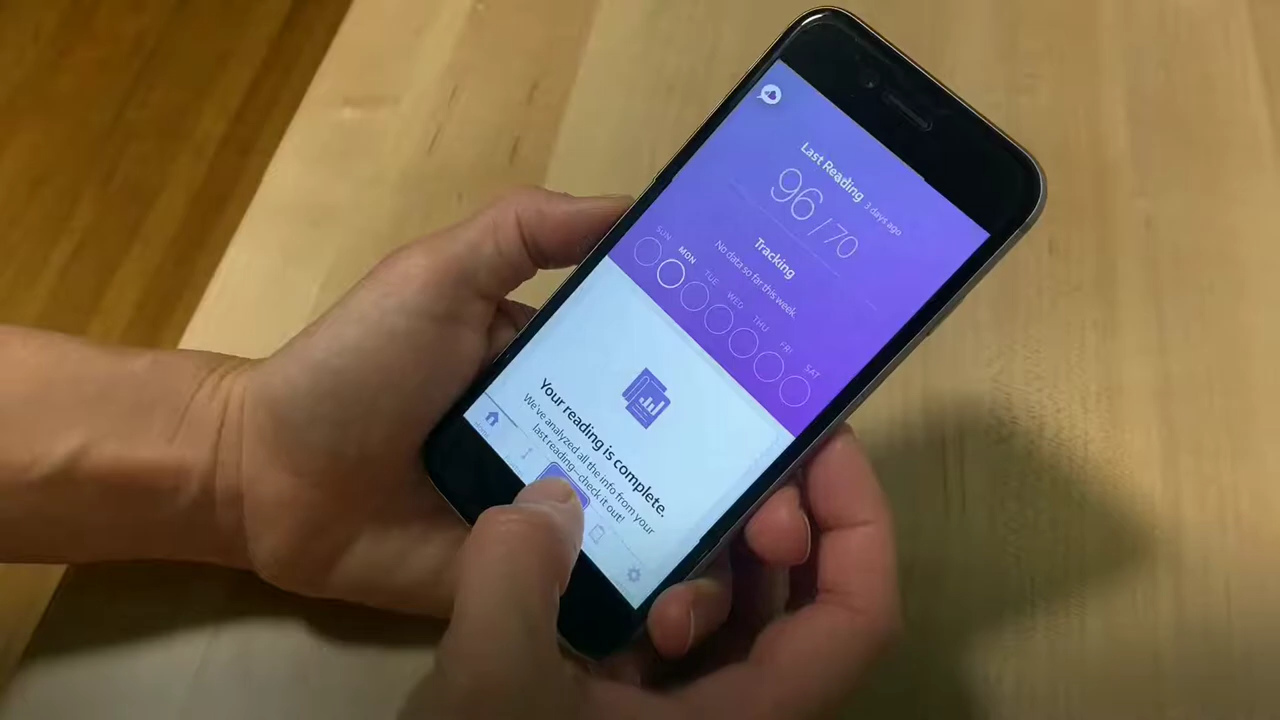 Last Reading
96 / 70 3 days ago
Tracking
No data so far this week.
SUN MON TUE WED THU FRI SAT
Your reading is complete.
We've analyzed all the info from your
last reading—check it out!